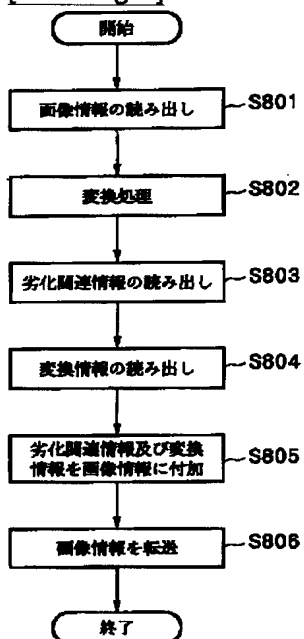 開始
画像情報の読み出し
S801
変換処理
S802
劣化関連情報の読み出し
S803
変換情報の読み出し
S804
劣化関連情報及び変換
情報を画像情報に付加
S805
画像情報を転送
S806
終了